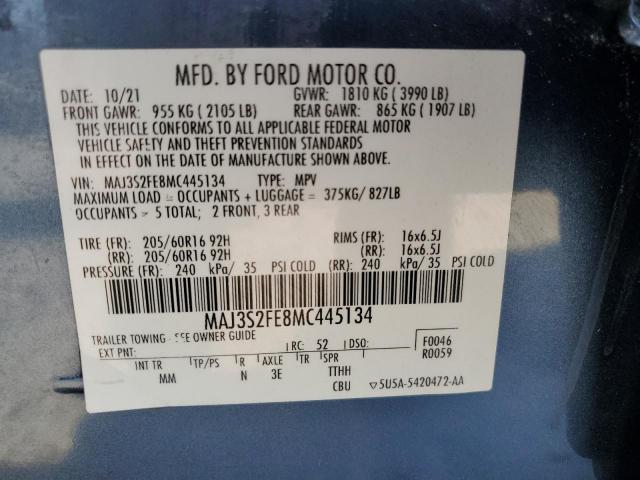 MFD. BY FORD MOTOR CO.
DATE: 10/21 GVWR: 1810 KG ( 3990 LB)
FRONT GAWR: 955 KG ( 2105 LB) REAR GAWR: 865 KG ( 1907 LB)
THIS VEHICLE CONFORMS TO ALL APPLICABLE FEDERAL MOTOR
VEHICLE SAFETY AND THEFT PREVENTION STANDARDS
IN EFFECT ON THE DATE OF MANUFACTURE SHOWN ABOVE.
VIN: MAJ3S2FE8MC445134 TYPE: MPV
MAXIMUM LOAD = OCCUPANTS + LUGGAGE = 375KG/ 827LB
OCCUPANTS = 5 TOTAL; 2 FRONT, 3 REAR
TIRE (FR): 205/60R16 92H RIMS (FR): 16x6.5J
(RR): 205/60R16 92H (RR): 16x6.5J
PRESSURE (FR): 240 kPa/ 35 PSI COLD (RR): 240 kPa/ 35 PSI COLD
MAJ3S2FE8MC445134
TRAILER TOWING - SEE OWNER GUIDE
EXT PNT: RC: 52 DSO: F0046
R0059
INT TR TP/PS R AXLE TR SPR
MM N 3E TTHH
CBU ▽5U5A-5420472-AA